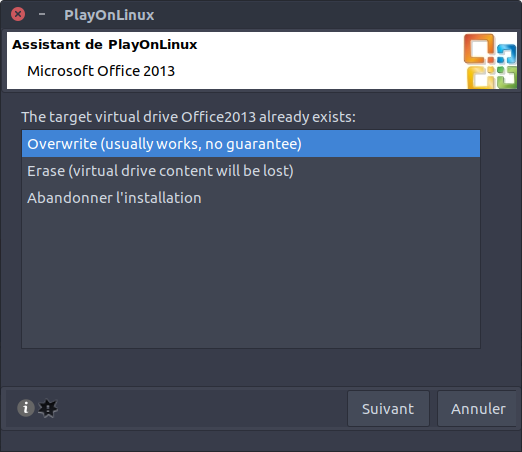 PlayOnLinux
Assistant de PlayOnLinux
Microsoft Office 2013
The target virtual drive Office2013 already exists:
Overwrite (usually works, no guarantee)
Erase (virtual drive content will be lost)
Abandonner l'installation
Suivant
Annuler